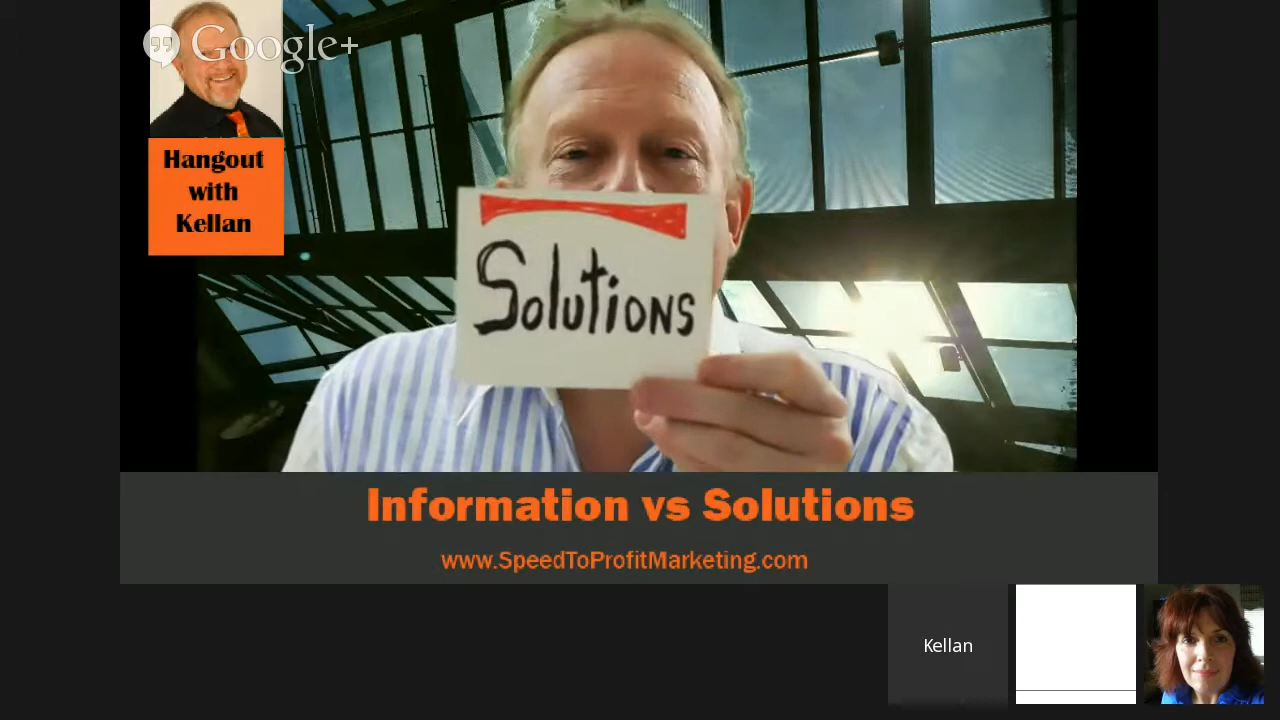 Google+
Hangout
with
Kellan
Solutions
Information vs Solutions
www.SpeedToProfitMarketing.com
Kellan